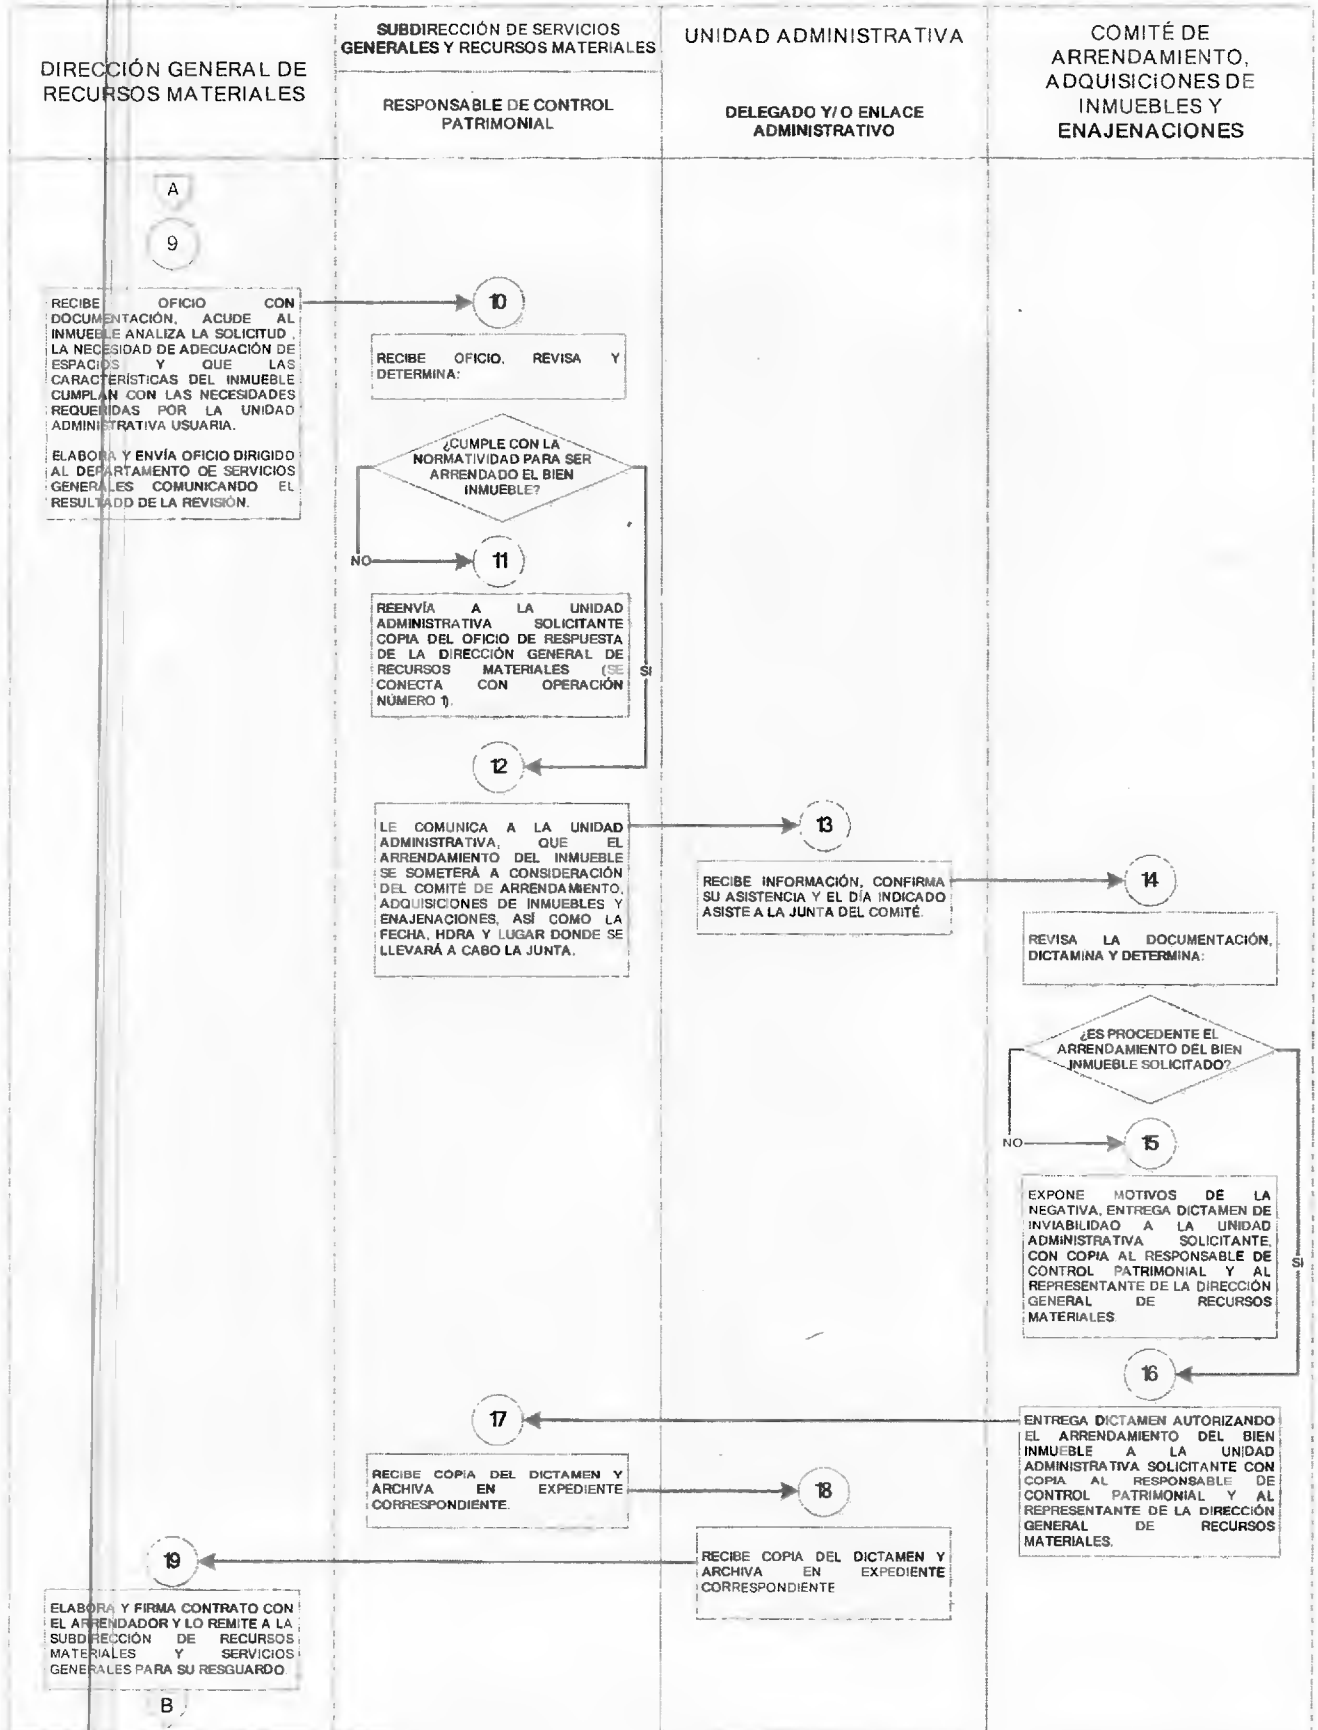 DIRECCIÓN GENERAL DE
RECURSOS MATERIALES
SUBDIRECCIÓN DE SERVICIOS
GENERALES Y RECURSOS MATERIALES
RESPONSABLE DE CONTROL
PATRIMONIAL
UNIDAD ADMINISTRATIVA
DELEGADO Y/O ENLACE
ADMINISTRATIVO
COMITÉ DE
ARRENDAMIENTO,
ADQUISICIONES DE
INMUEBLES Y
ENAJENACIONES
A
9
RECIBE OFICIO CON
DOCUMENTACIÓN, ACUDE AL
INMUEBLE ANALIZA LA SOLICITUD,
LA NECESIDAD DE ADECUACIÓN DE
ESPACIOS Y QUE LAS
CARACTERÍSTICAS DEL INMUEBLE
CUMPLAN CON LAS NECESIDADES
REQUERIDAS POR LA UNIDAD
ADMINISTRATIVA USUARIA.
ELABORA Y ENVÍA OFICIO DIRIGIDO
AL DEPARTAMENTO DE SERVICIOS
GENERALES COMUNICANDO EL
RESULTADO DE LA REVISIÓN.
10
RECIBE OFICIO, REVISA Y
DETERMINA:
¿CUMPLE CON LA
NORMATIVIDAD PARA SER
ARRENDADO EL BIEN
INMUEBLE?
NO
11
REENVÍA A LA UNIDAD
ADMINISTRATIVA SOLICITANTE
COPIA DEL OFICIO DE RESPUESTA
DE LA DIRECCIÓN GENERAL DE
RECURSOS MATERIALES (SE
CONECTA CON OPERACIÓN
NÚMERO 1).
SI
12
LE COMUNICA A LA UNIDAD
ADMINISTRATIVA, QUE EL
ARRENDAMIENTO DEL INMUEBLE
SE SOMETERÁ A CONSIDERACIÓN
DEL COMITÉ DE ARRENDAMIENTO,
ADQUISICIONES DE INMUEBLES Y
ENAJENACIONES, ASÍ COMO LA
FECHA, HORA Y LUGAR DONDE SE
LLEVARÁ A CABO LA JUNTA.
13
RECIBE INFORMACIÓN, CONFIRMA
SU ASISTENCIA Y EL DÍA INDICADO
ASISTE A LA JUNTA DEL COMITÉ.
14
REVISA LA DOCUMENTACIÓN,
DICTAMINA Y DETERMINA:
¿ES PROCEDENTE EL
ARRENDAMIENTO DEL BIEN
INMUEBLE SOLICITADO?
NO
15
EXPONE MOTIVOS DE LA
NEGATIVA, ENTREGA DICTAMEN DE
INVIABILIDAD A LA UNIDAD
ADMINISTRATIVA SOLICITANTE,
CON COPIA AL RESPONSABLE DE
CONTROL PATRIMONIAL Y AL
REPRESENTANTE DE LA DIRECCIÓN
GENERAL DE RECURSOS
MATERIALES.
SI
16
ENTREGA DICTAMEN AUTORIZANDO
EL ARRENDAMIENTO DEL BIEN
INMUEBLE A LA UNIDAD
ADMINISTRATIVA SOLICITANTE CON
COPIA AL RESPONSABLE DE
CONTROL PATRIMONIAL Y AL
REPRESENTANTE DE LA DIRECCIÓN
GENERAL DE RECURSOS
MATERIALES.
17
RECIBE COPIA DEL DICTAMEN Y
ARCHIVA EN EXPEDIENTE
CORRESPONDIENTE.
18
RECIBE COPIA DEL DICTAMEN Y
ARCHIVA EN EXPEDIENTE
CORRESPONDIENTE
19
ELABORA Y FIRMA CONTRATO CON
EL ARRENDADOR Y LO REMITE A LA
SUBDIRECCIÓN DE RECURSOS
MATERIALES Y SERVICIOS
GENERALES PARA SU RESGUARDO.
B